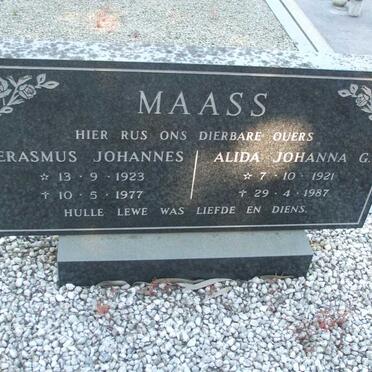 MAASS
HIER RUS ONS DIERBARE OUERS
ERASMUS JOHANNES
☆ 13-9-1923
✝ 10-5-1977
ALIDA JOHANNA G.
☆ 7-10-1921
✝ 29-4-1987
HULLE LEWE WAS LIEFDE EN DIENS.